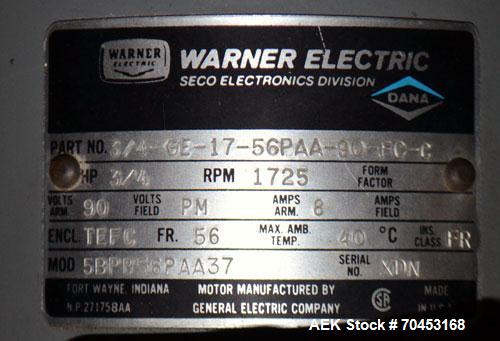 WARNER
ELECTRIC
WARNER ELECTRIC
SECO ELECTRONICS DIVISION
DANA
PART NO. 3/4-GE-17-56PAA-90-FC-C
HP 3/4 RPM 1725 FORM FACTOR
VOLTS ARM. 90 VOLTS FIELD PM AMPS ARM. 8 AMPS FIELD
ENCL TEFC FR. 56 MAX. AMB. TEMP. 40 °C INS. CLASS FR
MOD 5BPB56PAA37 SERIAL NO. XDN
FORT WAYNE, INDIANA MOTOR MANUFACTURED BY MADE
N.P. 271758AA GENERAL ELECTRIC COMPANY
AEK Stock # 70453168